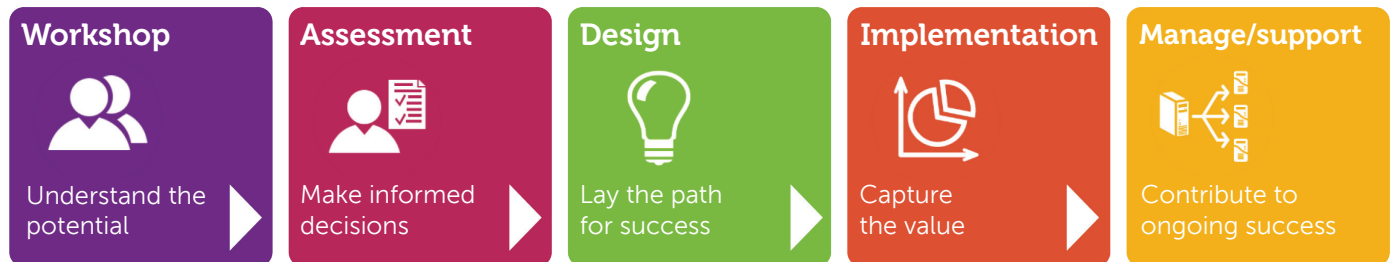 Workshop
Understand the
potential
Assessment
Make informed
decisions
Design
Lay the path
for success
Implementation
Capture
the value
Manage/support
Contribute to
ongoing success